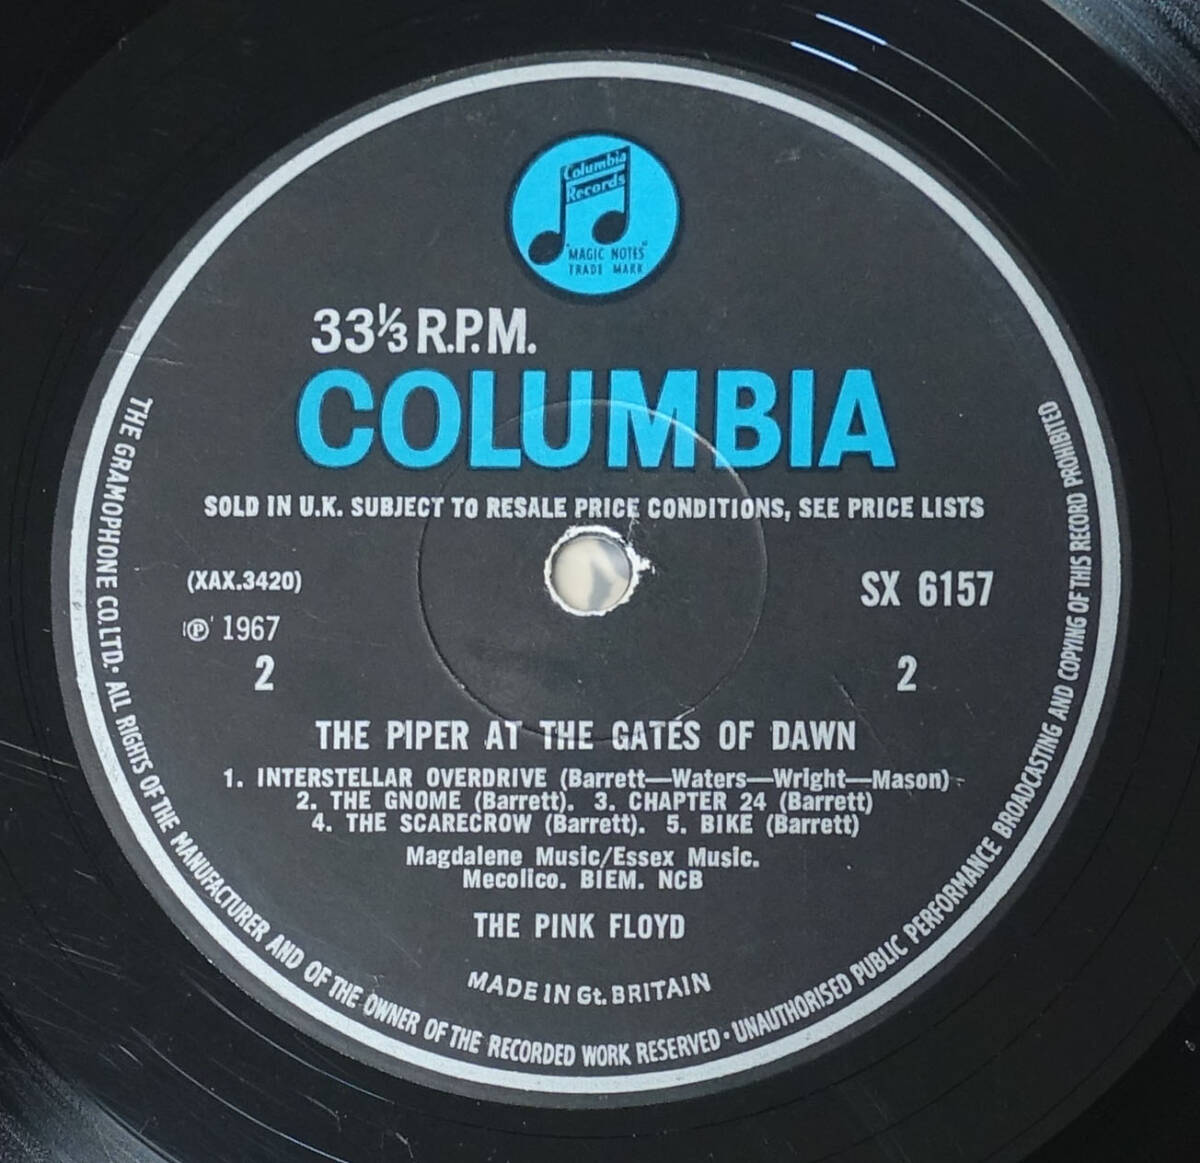 Columbia
Records
"MAGIC NOTES"
TRADE MARK
33⅓ R.P.M.
COLUMBIA
SOLD IN U.K. SUBJECT TO RESALE PRICE CONDITIONS, SEE PRICE LISTS
(XAX.3420)
SX 6157
℗ 1967
2
2
THE PIPER AT THE GATES OF DAWN
1. INTERSTELLAR OVERDRIVE (Barrett—Waters—Wright—Mason)
2. THE GNOME (Barrett). 3. CHAPTER 24 (Barrett)
4. THE SCARECROW (Barrett). 5. BIKE (Barrett)
Magdalene Music/Essex Music.
Mecolico. BIEM. NCB
THE PINK FLOYD
MADE IN Gt. BRITAIN
THE GRAMOPHONE CO. LTD. • ALL RIGHTS OF THE MANUFACTURER AND OF THE OWNER OF THE RECORDED WORK RESERVED • UNAUTHORISED PUBLIC PERFORMANCE BROADCASTING AND COPYING OF THIS RECORD PROHIBITED